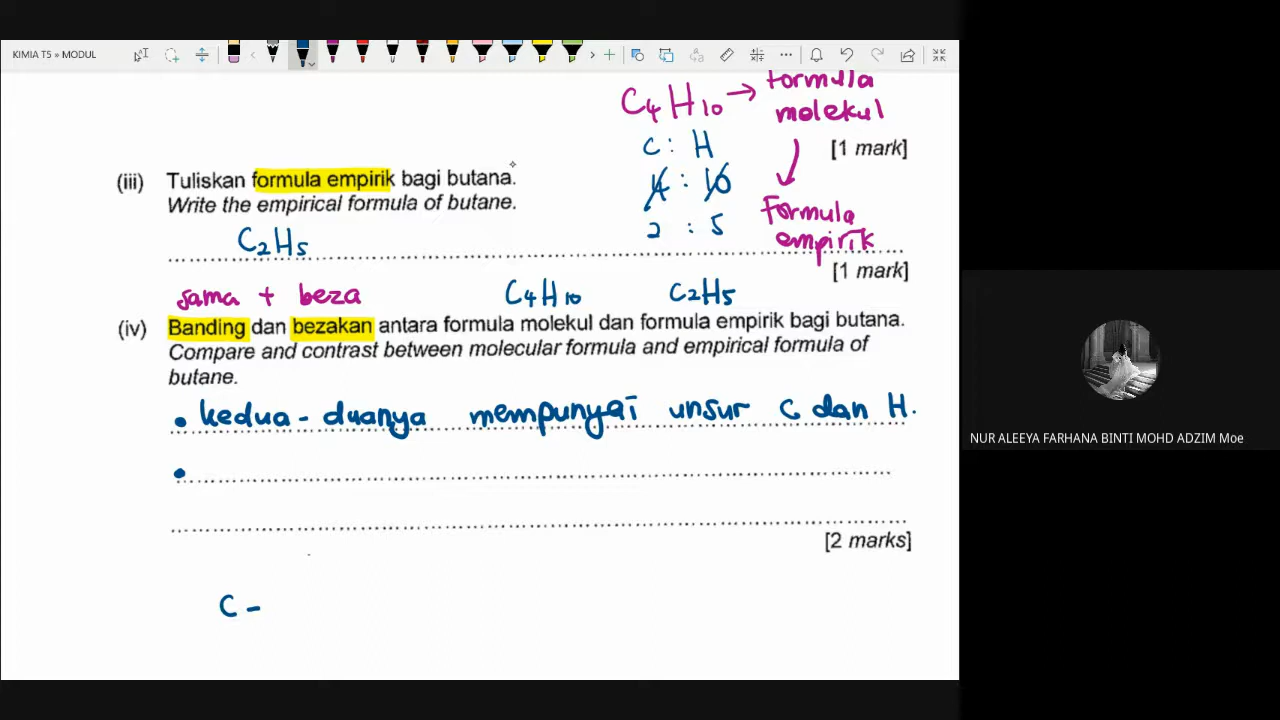 KIMIA T5 » MODUL
C4H10 → formula
molekul
C : H
[1 mark]
4 : 10
(iii) Tuliskan formula empirik bagi butana.
Write the empirical formula of butane.
2 : 5
Formula
empirik
C2H5
[1 mark]
sama + beza
C4H10 C2H5
(iv) Banding dan bezakan antara formula molekul dan formula empirik bagi butana.
Compare and contrast between molecular formula and empirical formula of
butane.
• kedua-duanya mempunyai unsur C dan H.
•
[2 marks]
C -
NUR ALEEYA FARHANA BINTI MOHD ADZIM Moe